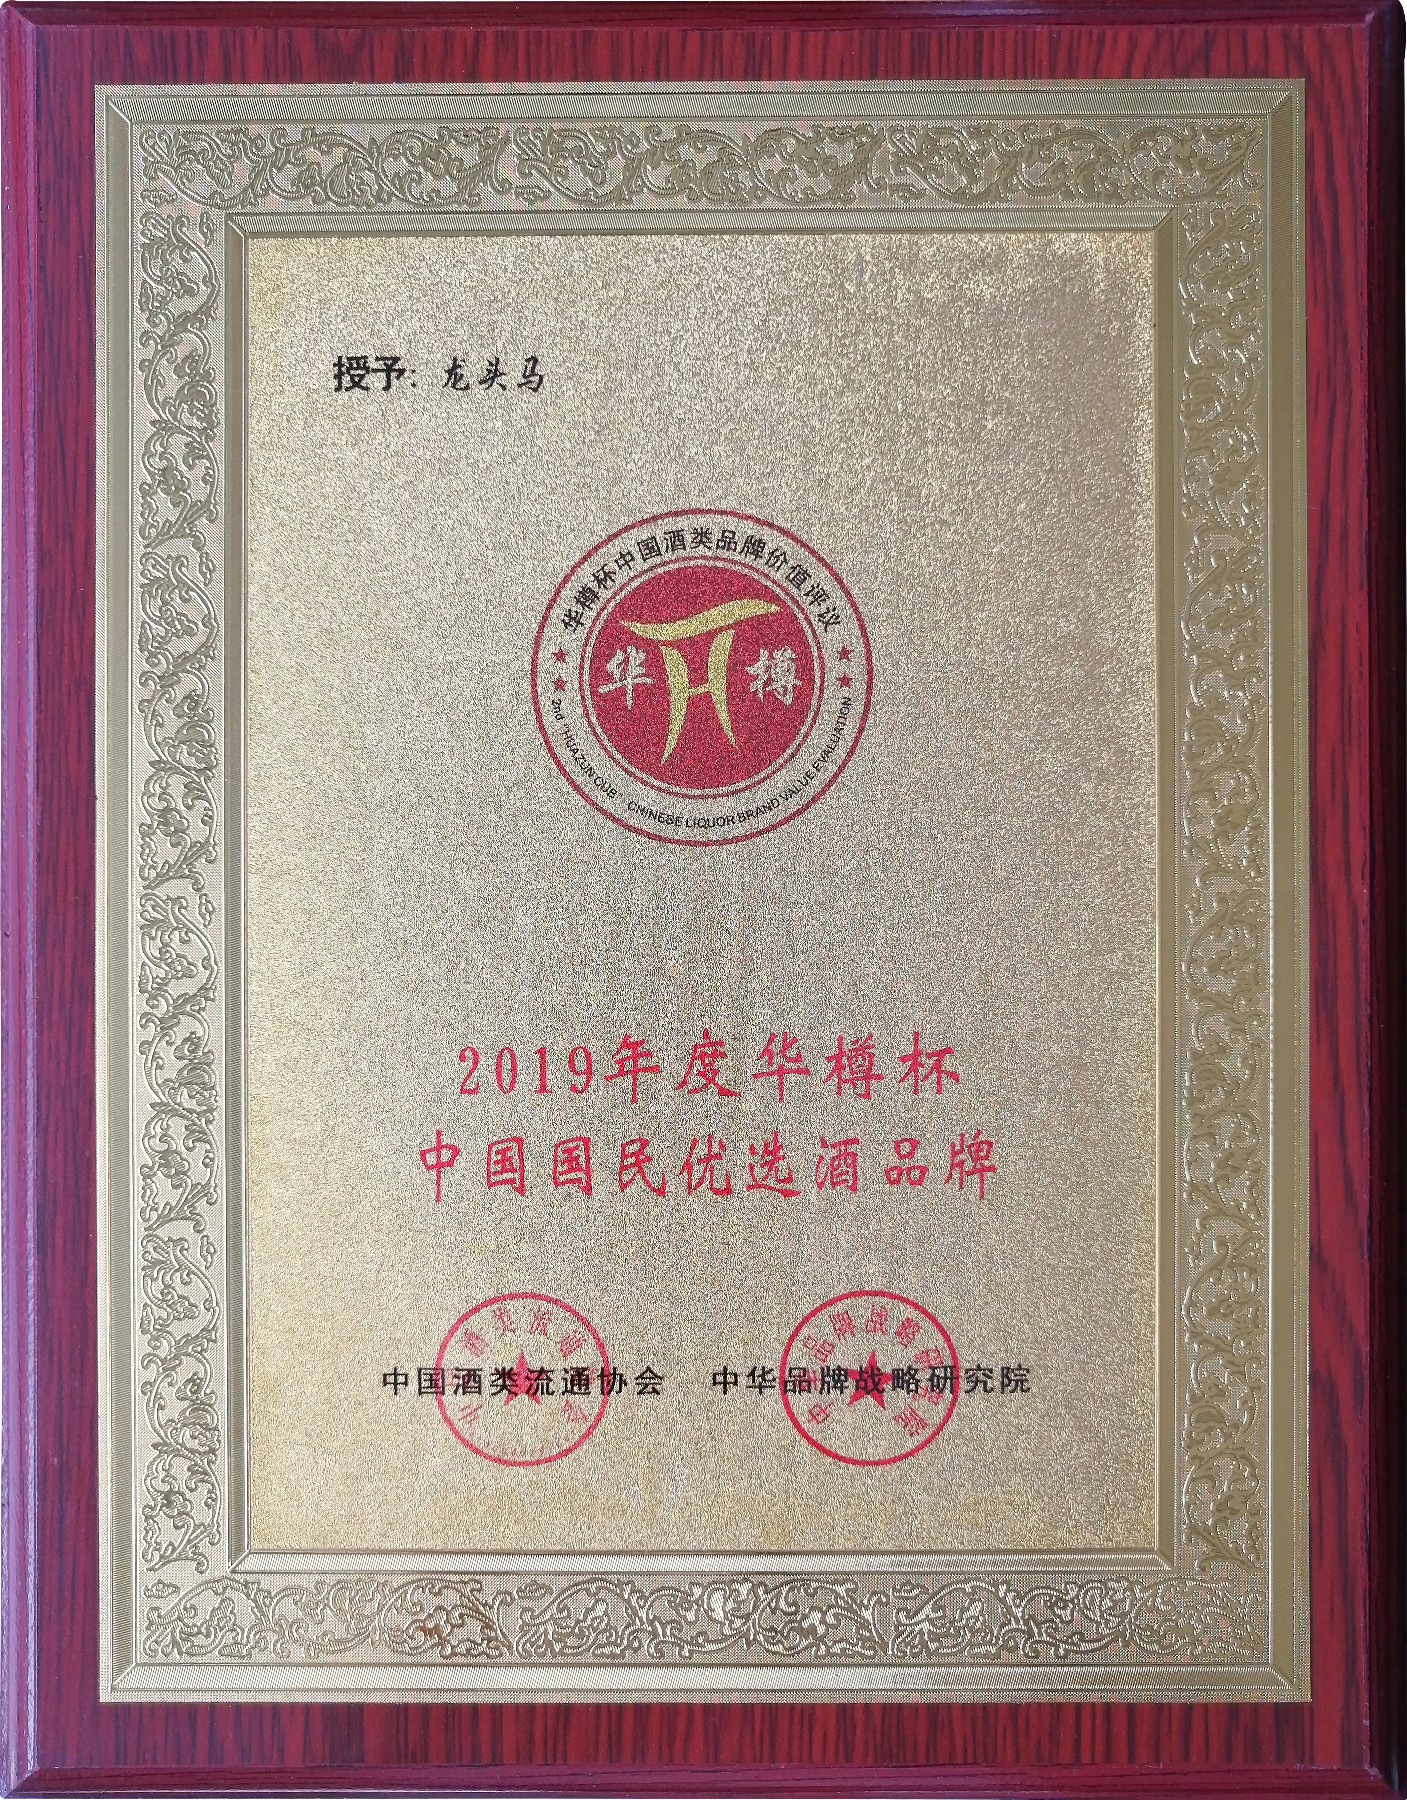 授予：龙头马
华樽杯中国酒类品牌价值评议
华 樽
2nd "HUAZUN CUP" CHINESE LIQUOR BRAND VALUE EVALUATION
2019年度华樽杯
中国国民优选酒品牌
中国酒类流通协会 中华品牌战略研究院